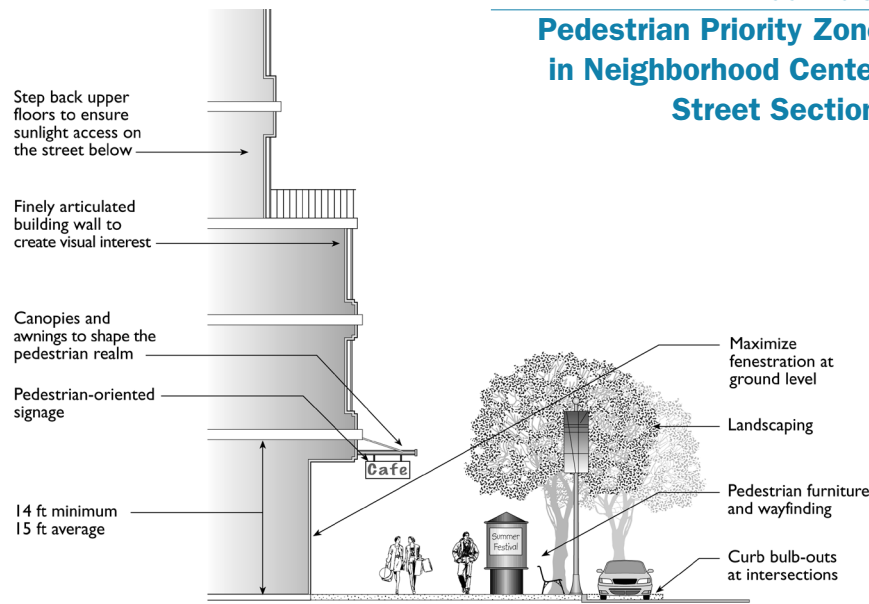 Pedestrian Priority Zone
in Neighborhood Cente
Street Section
Step back upper
floors to ensure
sunlight access on
the street below
Finely articulated
building wall to
create visual interest
Canopies and
awnings to shape the
pedestrian realm
Pedestrian-oriented
signage
14 ft minimum
15 ft average
Cafe
Summer
Festival
Maximize
fenestration at
ground level
Landscaping
Pedestrian furniture
and wayfinding
Curb bulb-outs
at intersections